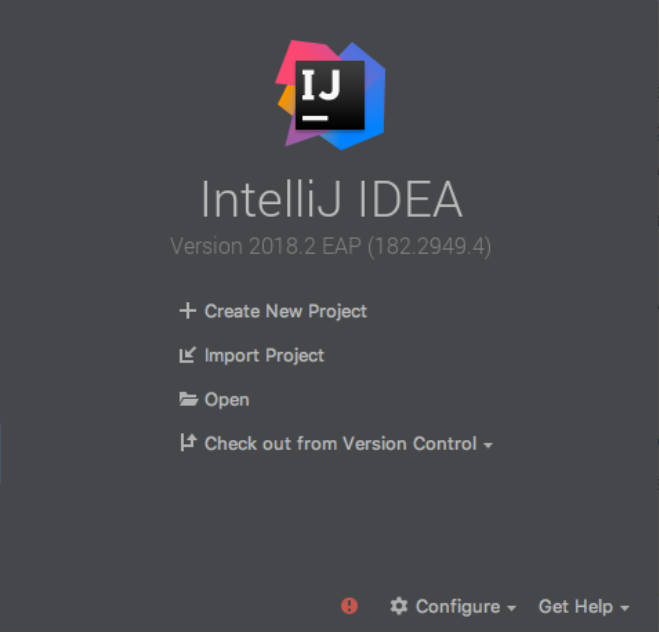 IJ
IntelliJ IDEA
Version 2018.2 EAP (182.2949.4)
Create New Project
Import Project
Open
Check out from Version Control
Configure Get Help